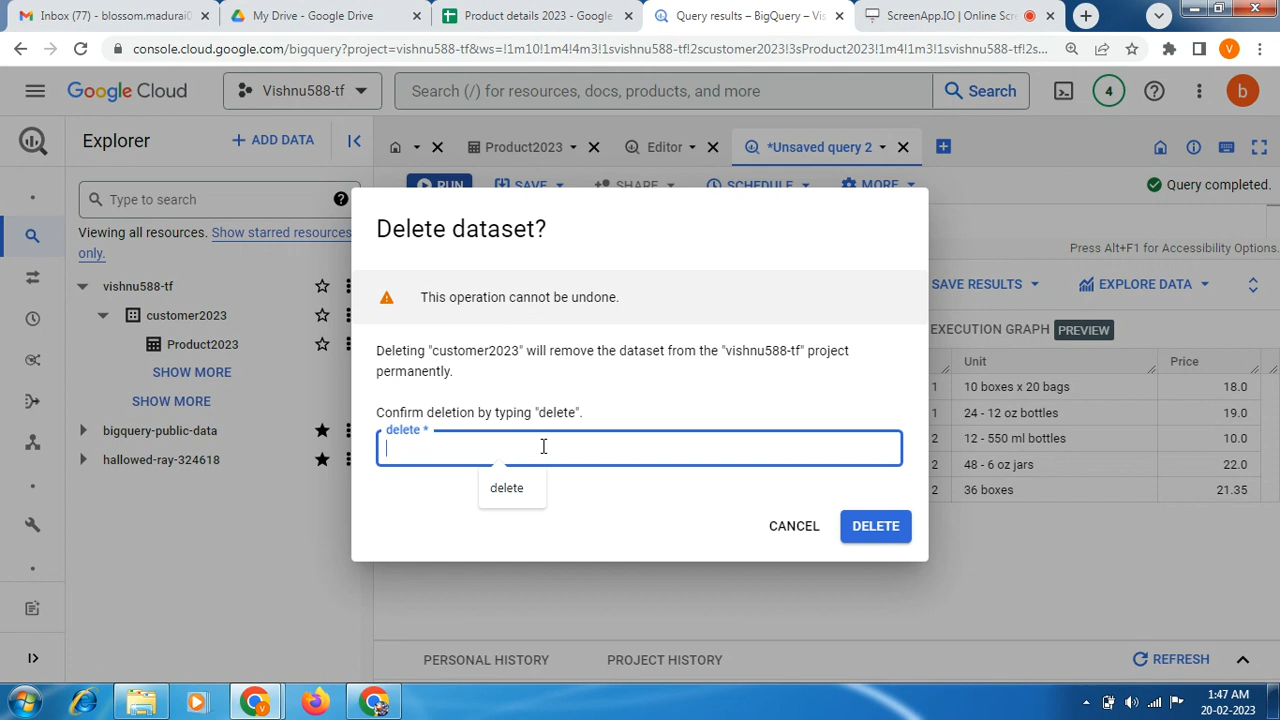 Inbox (77) - blossom.madurai@
My Drive - Google Drive
Product details 2023 - Google
Query results – BigQuery – Vis
ScreenApp.IO | Online Scre
console.cloud.google.com/bigquery?project=vishnu588-tf&ws=!1m10!1m4!4m3!1svishnu588-tf!2scustomer2023!3sProduct2023!1m4!1m3!1svishnu588-tf!2s...
V
Google Cloud
Vishnu588-tf
Search (/) for resources, docs, products, and more
Search
4
b
Explorer
ADD DATA
Product2023
Editor
*Unsaved query 2
Type to search
RUN
SAVE
SHARE
SCHEDULE
MORE
Query completed.
Viewing all resources. Show starred resources only.
Press Alt+F1 for Accessibility Options.
vishnu588-tf
customer2023
Product2023
SHOW MORE
SHOW MORE
bigquery-public-data
hallowed-ray-324618
Delete dataset?
This operation cannot be undone.
Deleting "customer2023" will remove the dataset from the "vishnu588-tf" project
permanently.
Confirm deletion by typing "delete".
delete *
delete
CANCEL
DELETE
SAVE RESULTS
EXPLORE DATA
EXECUTION GRAPH
PREVIEW
Unit
Price
1 10 boxes x 20 bags 18.0
1 24 - 12 oz bottles 19.0
2 12 - 550 ml bottles 10.0
2 48 - 6 oz jars 22.0
2 36 boxes 21.35
PERSONAL HISTORY
PROJECT HISTORY
REFRESH
1:47 AM
20-02-2023